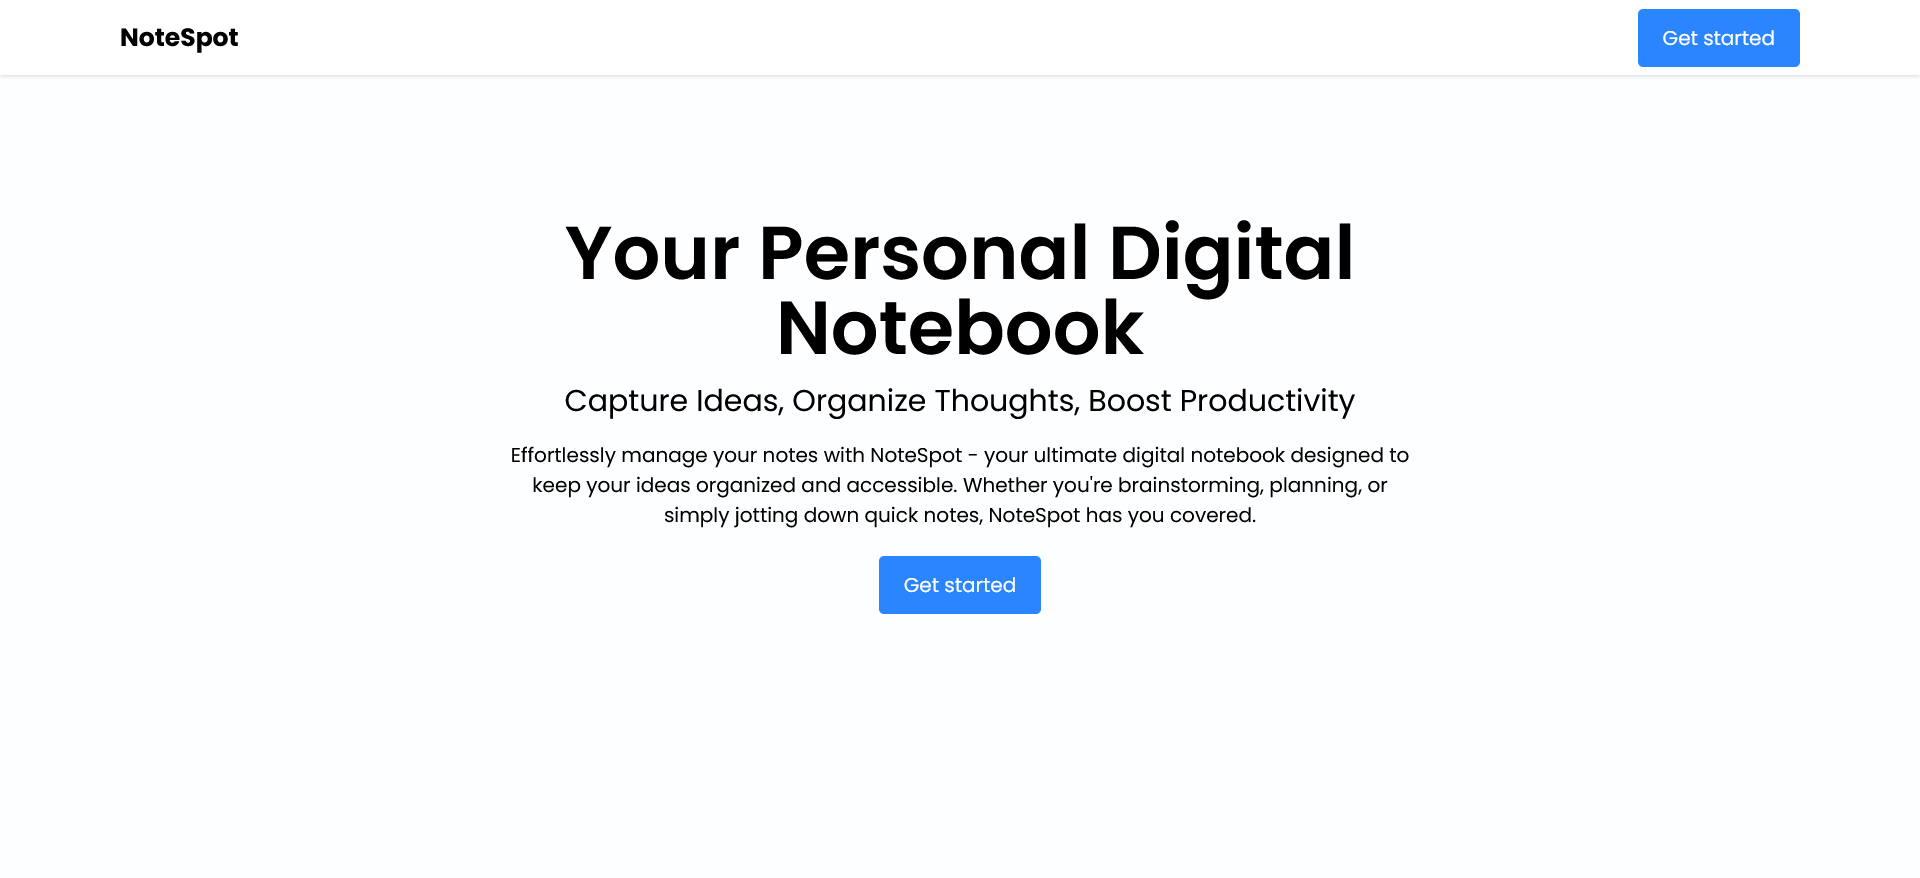 NoteSpot
Get started
Your Personal Digital
Notebook
Capture Ideas, Organize Thoughts, Boost Productivity
Effortlessly manage your notes with NoteSpot - your ultimate digital notebook designed to
keep your ideas organized and accessible. Whether you're brainstorming, planning, or
simply jotting down quick notes, NoteSpot has you covered.
Get started